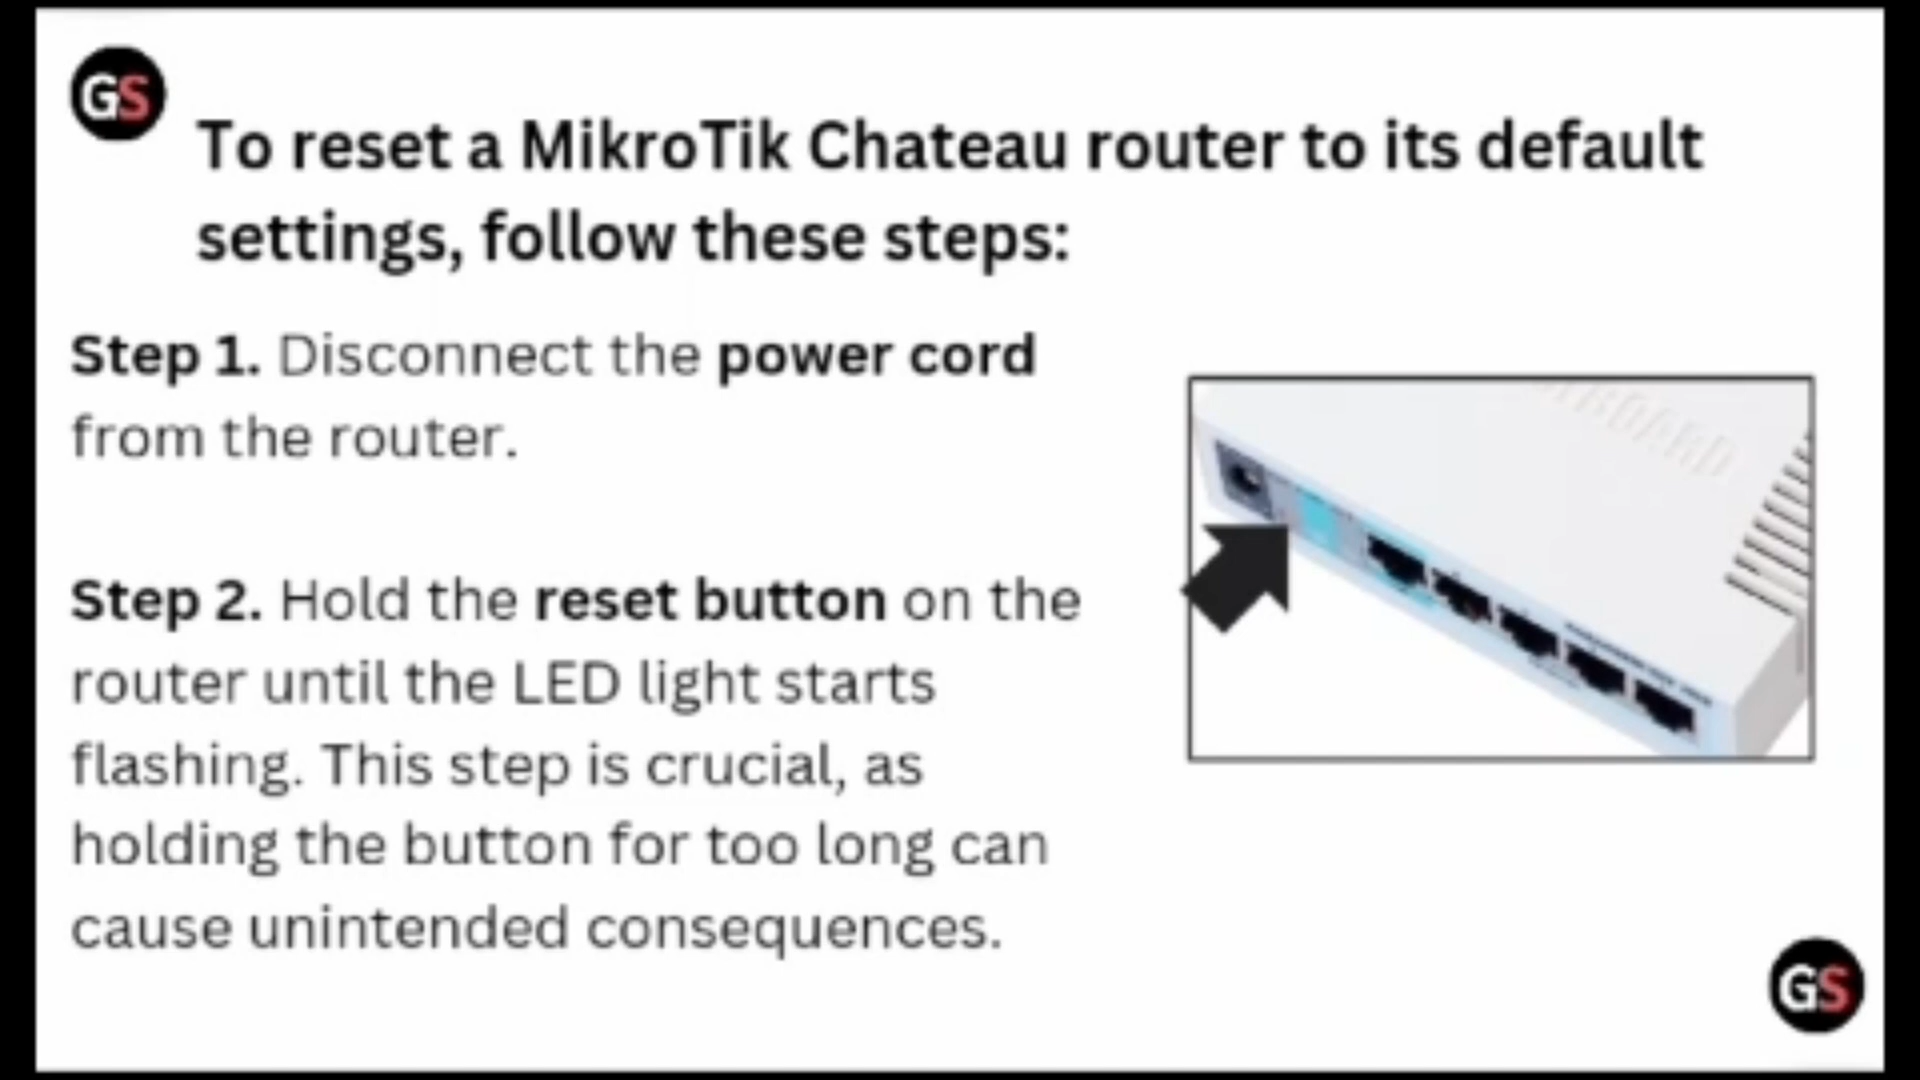 GS
To reset a MikroTik Chateau router to its default
settings, follow these steps:
Step 1. Disconnect the power cord
from the router.
Step 2. Hold the reset button on the
router until the LED light starts
flashing. This step is crucial, as
holding the button for too long can
cause unintended consequences.
GS